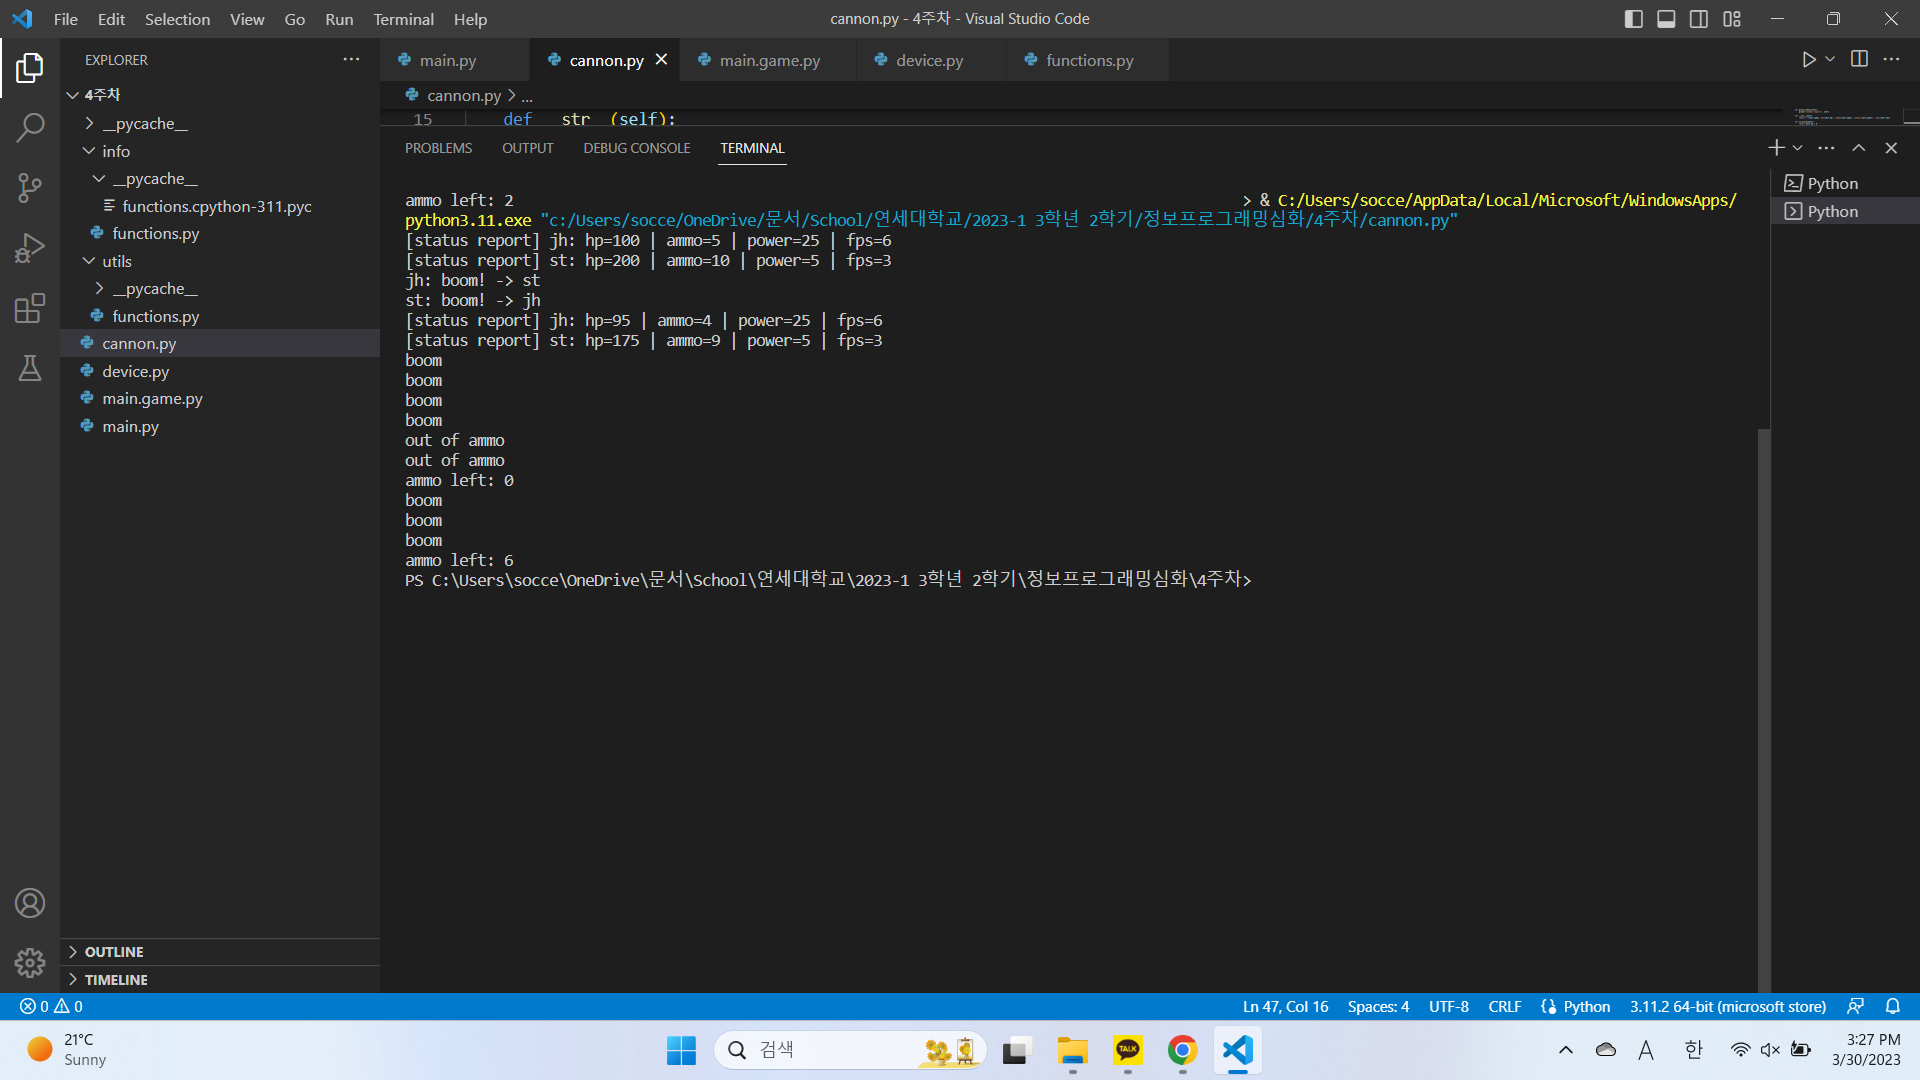 File Edit Selection View Go Run Terminal Help
cannon.py - 4주차 - Visual Studio Code
EXPLORER
4주차
__pycache__
info
__pycache__
functions.cpython-311.pyc
functions.py
utils
__pycache__
functions.py
cannon.py
device.py
main.game.py
main.py
OUTLINE
TIMELINE
main.py cannon.py main.game.py device.py functions.py
cannon.py > ...
15 def __str__(self):
PROBLEMS OUTPUT DEBUG CONSOLE TERMINAL
ammo left: 2 > & C:/Users/socce/AppData/Local/Microsoft/WindowsApps/
python3.11.exe "c:/Users/socce/OneDrive/문서/School/연세대학교/2023-1 3학년 2학기/정보프로그래밍심화/4주차/cannon.py"
[status report] jh: hp=100 | ammo=5 | power=25 | fps=6
[status report] st: hp=200 | ammo=10 | power=5 | fps=3
jh: boom! -> st
st: boom! -> jh
[status report] jh: hp=95 | ammo=4 | power=25 | fps=6
[status report] st: hp=175 | ammo=9 | power=5 | fps=3
boom
boom
boom
boom
out of ammo
out of ammo
ammo left: 0
boom
boom
boom
ammo left: 6
PS C:\Users\socce\OneDrive\문서\School\연세대학교\2023-1 3학년 2학기\정보프로그래밍심화\4주차>
Python
Python
0 0
Ln 47, Col 16 Spaces: 4 UTF-8 CRLF Python 3.11.2 64-bit (microsoft store)
21°C
Sunny
검색
TALK
A 한
3:27 PM
3/30/2023